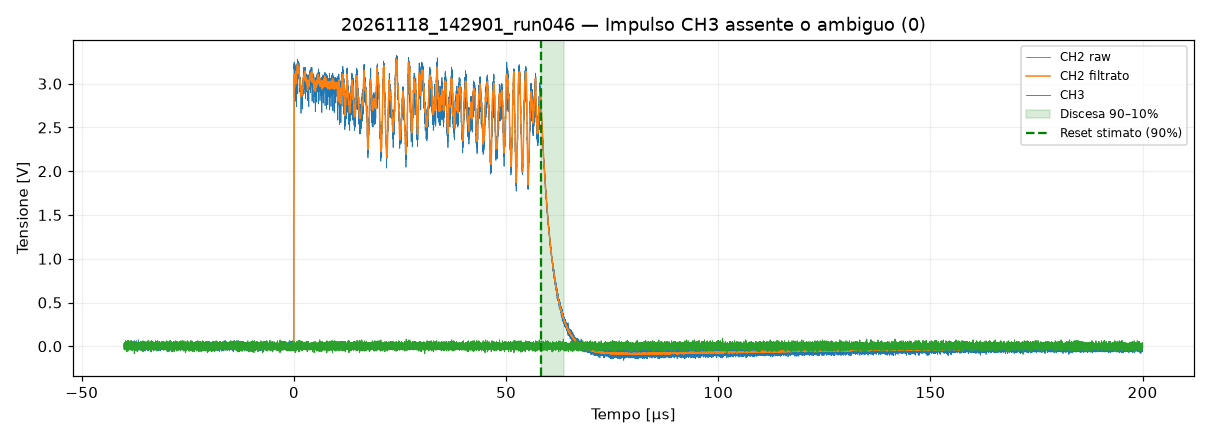 20261118_142901_run046 — Impulso CH3 assente o ambiguo (0)
CH2 raw
CH2 filtrato
CH3
Discesa 90–10%
Reset stimato (90%)
Tensione [V]
3.0
2.5
2.0
1.5
1.0
0.5
0.0
−50
0
50
100
150
200
Tempo [μs]